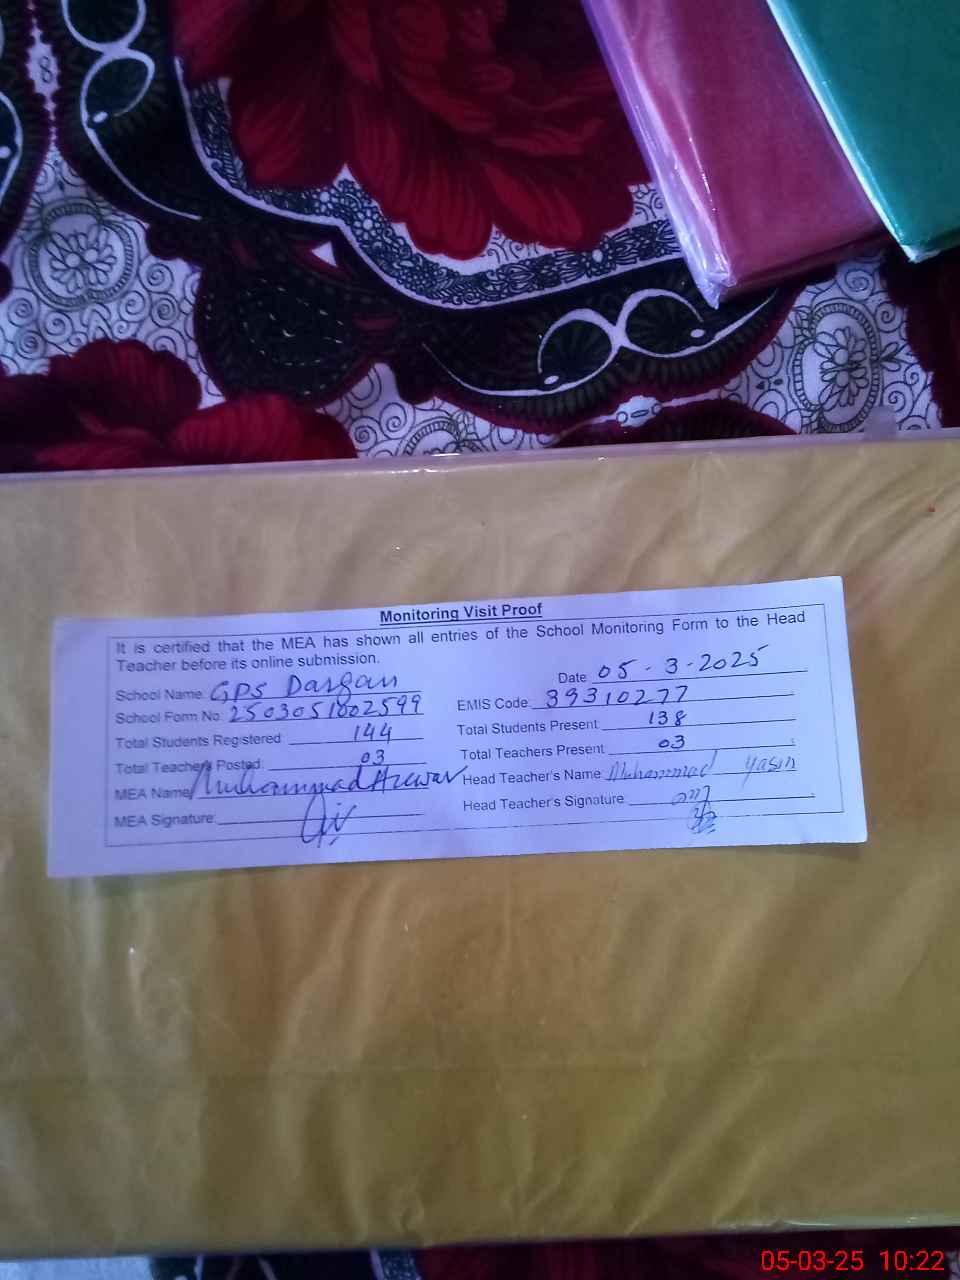 Monitoring Visit Proof
It is certified that the MEA has shown all entries of the School Monitoring Form to the Head
Teacher before its online submission.
Date 05-3-2025
School Name: GPS Dargan
EMIS Code: 39310277
School Form No: 2503051002599
Total Students Present: 138
Total Students Registered 144
Total Teachers Present 03
Total Teachers Posted: 03
Head Teacher's Name: Muhammad Yasin
MEA Name: Muhammad Anwar
Head Teacher's Signature:
MEA Signature:
05-03-25 10:22